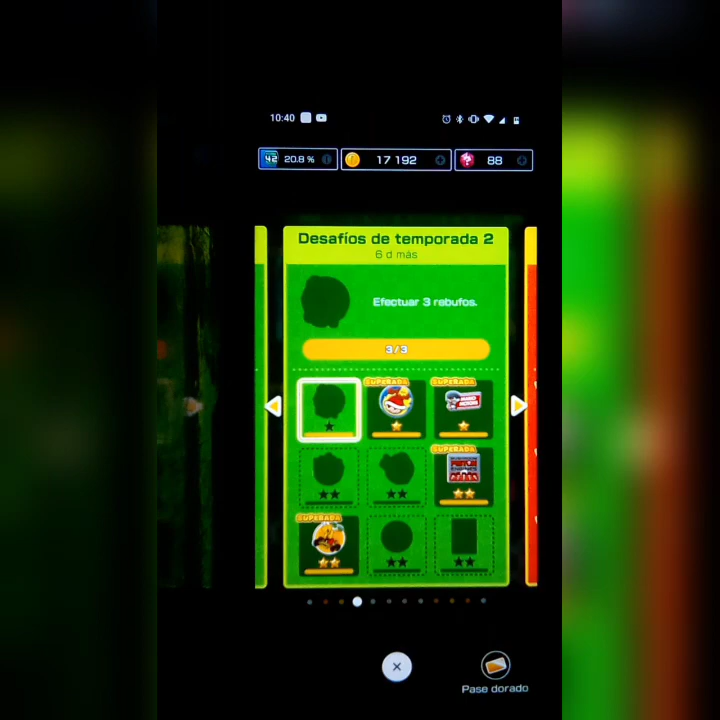 10:40
42 20.8 %
17 192
88
Desafíos de temporada 2
6 d más
Efectuar 3 rebufos.
3/3
SUPERADA
SUPERADA
SUPERADA
SUPERADA
Pase dorado